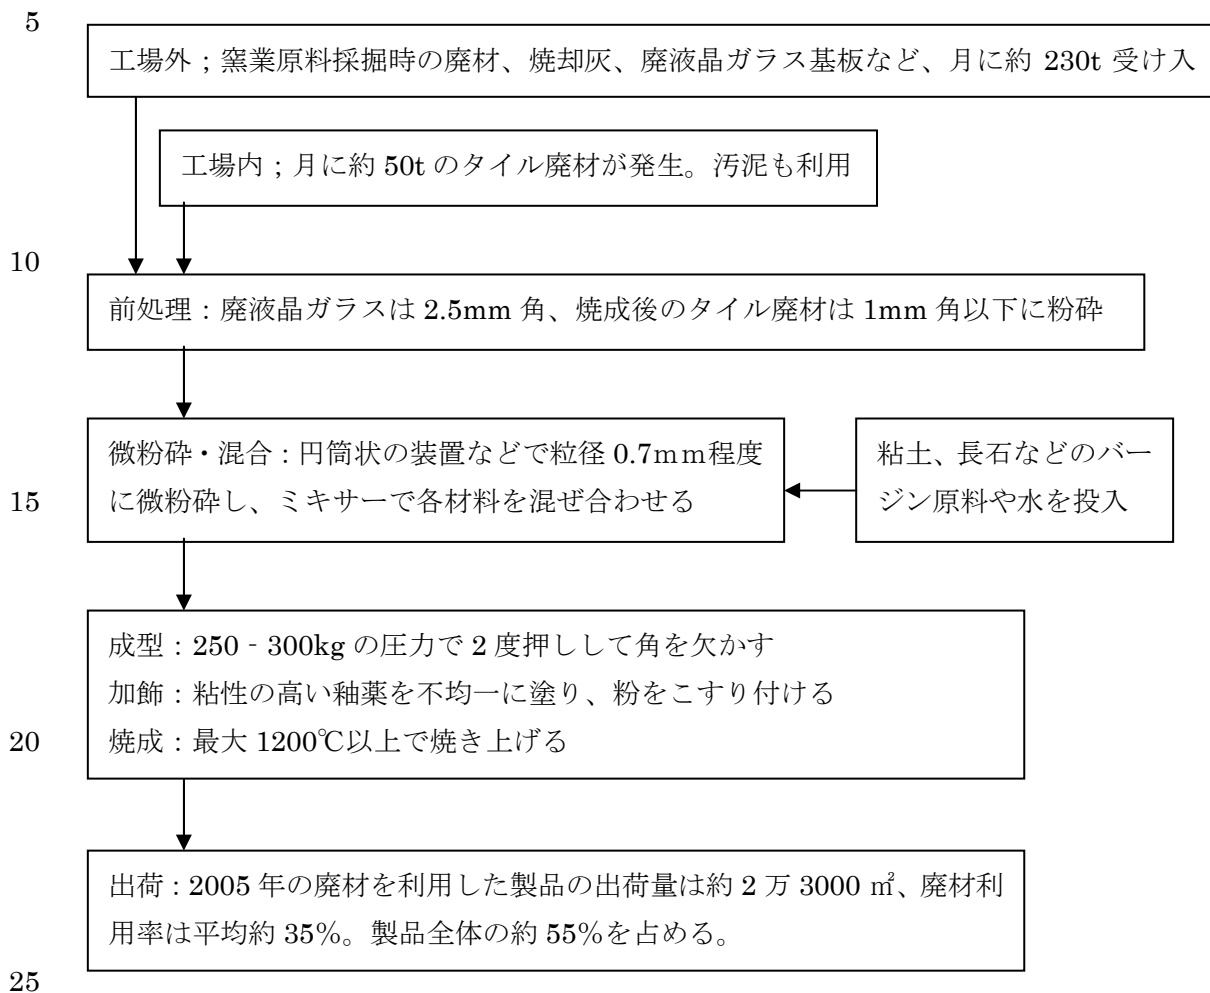 5
工場外；窯業原料採掘時の廃材、焼却灰、廃液晶ガラス基板など、月に約 230t 受け入
工場内；月に約 50t のタイル廃材が発生。汚泥も利用
10
前処理：廃液晶ガラスは 2.5mm 角、焼成後のタイル廃材は 1mm 角以下に粉砕
微粉砕・混合：円筒状の装置などで粒径 0.7ｍｍ程度
に微粉砕し、ミキサーで各材料を混ぜ合わせる
粘土、長石などのバー
ジン原料や水を投入
15
成型：250‐300kg の圧力で 2 度押しして角を欠かす
加飾：粘性の高い釉薬を不均一に塗り、粉をこすり付ける
20
焼成：最大 1200℃以上で焼き上げる
出荷：2005 年の廃材を利用した製品の出荷量は約 2 万 3000 ㎡、廃材利
用率は平均約 35％。製品全体の約 55％を占める。
25